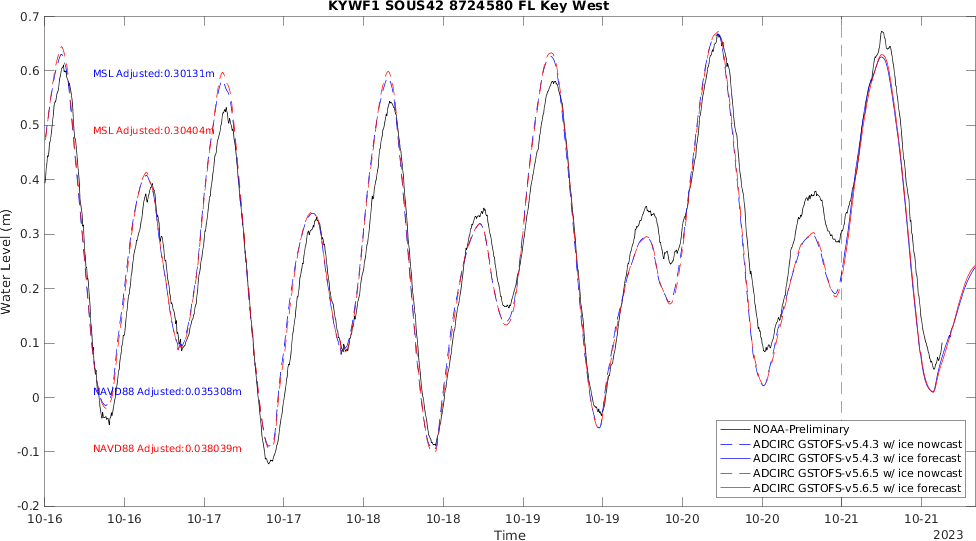 KYWF1 SOUS42 8724580 FL Key West
0.7
0.6
0.5
0.4
0.3
0.2
0.1
0
-0.1
-0.2
Water Level (m)
MSL Adjusted:0.30131m
MSL Adjusted:0.30404m
NAVD88 Adjusted:0.035308m
NAVD88 Adjusted:0.038039m
NOAA-Preliminary
ADCIRC GSTOFS-v5.4.3 w/ ice nowcast
ADCIRC GSTOFS-v5.4.3 w/ ice forecast
ADCIRC GSTOFS-v5.6.5 w/ ice nowcast
ADCIRC GSTOFS-v5.6.5 w/ ice forecast
10-16 10-16 10-17 10-17 10-18 10-18 10-19 10-19 10-20 10-20 10-21 10-21
Time
2023